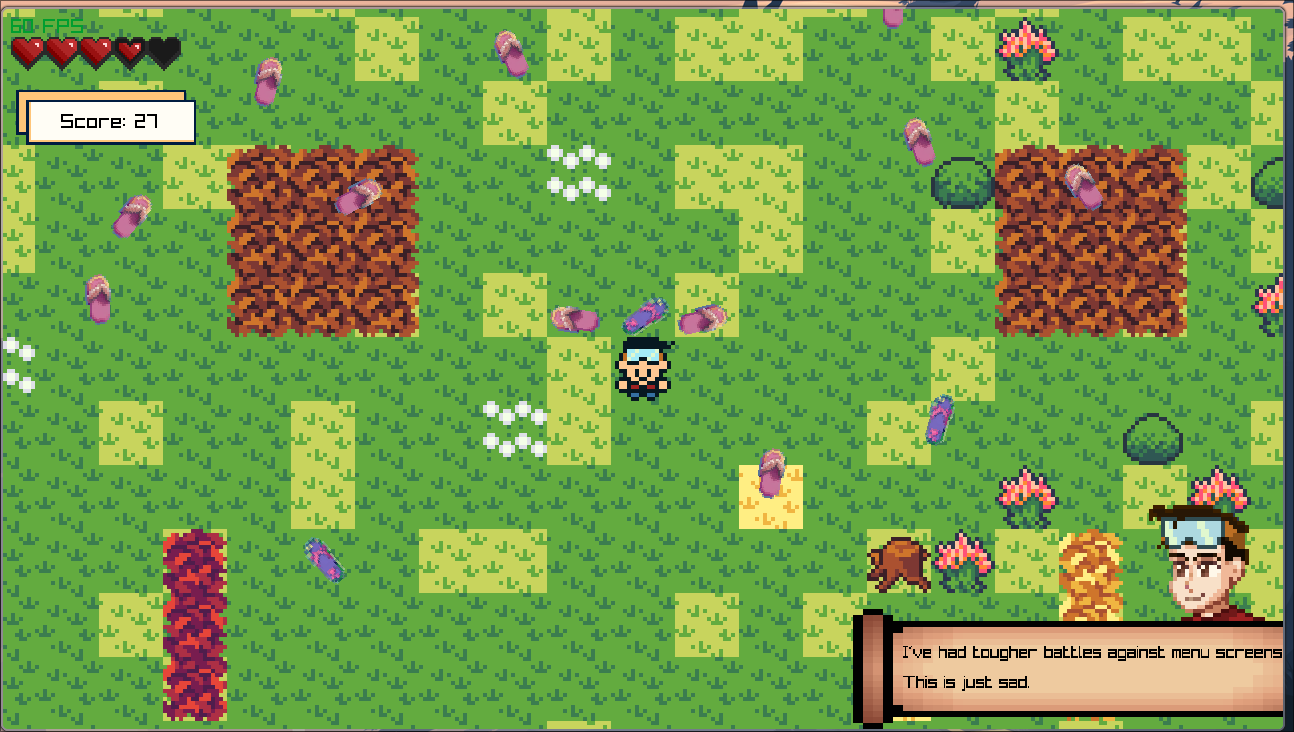 60 FPS
Score: 27
I've had tougher battles against menu screens
This is just sad.